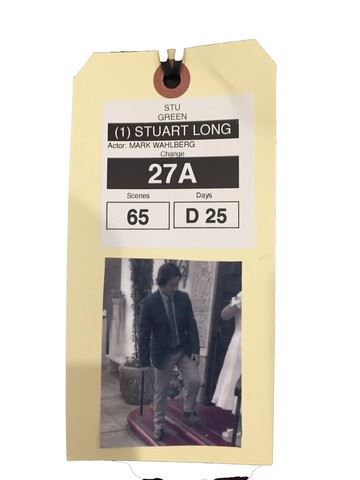 STU
GREEN
(1) STUART LONG
Actor: MARK WAHLBERG
Change
27A
Scenes Days
65 D 25